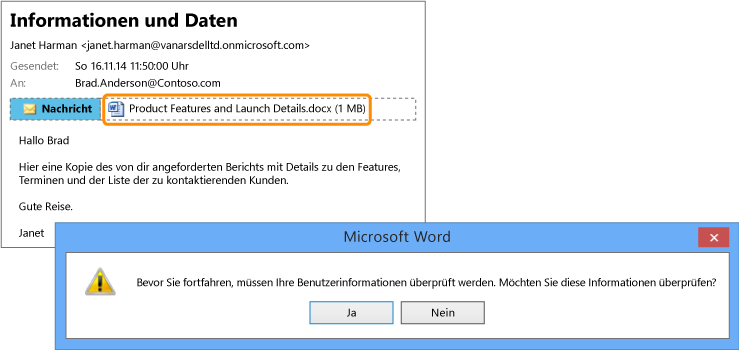 Informationen und Daten
Janet Harman <janet.harman@vanarsdelltd.onmicrosoft.com>
Gesendet: So 16.11.14 11:50:00 Uhr
An: Brad.Anderson@Contoso.com
Nachricht Product Features and Launch Details.docx (1 MB)
Hallo Brad
Hier eine Kopie des von dir angeforderten Berichts mit Details zu den Features,
Terminen und der Liste der zu kontaktierenden Kunden.
Gute Reise.
Janet
Microsoft Word
Bevor Sie fortfahren, müssen Ihre Benutzerinformationen überprüft werden. Möchten Sie diese Informationen überprüfen?
Ja Nein